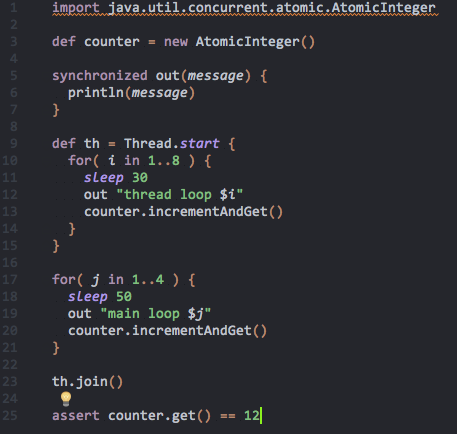 1 import java.util.concurrent.atomic.AtomicInteger
2
3 def counter = new AtomicInteger()
4
5 synchronized out(message) {
6   println(message)
7 }
8
9 def th = Thread.start {
10   for( i in 1..8 ) {
11     sleep 30
12     out "thread loop $i"
13     counter.incrementAndGet()
14   }
15 }
16
17 for( j in 1..4 ) {
18   sleep 50
19   out "main loop $j"
20   counter.incrementAndGet()
21 }
22
23 th.join()
24
25 assert counter.get() == 12